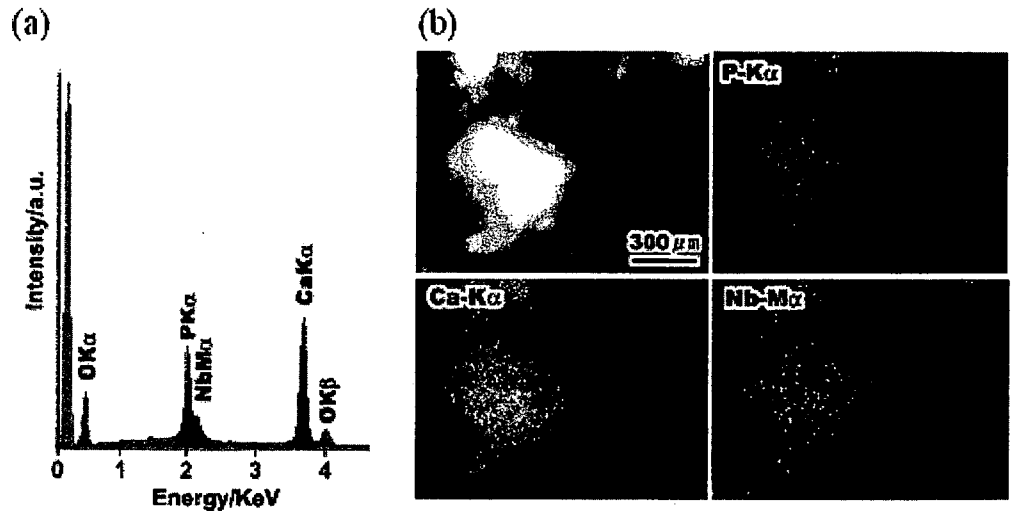 (a)
Intensity/a.u.
OKα
PKα
NbMα
CaKα
OKβ
0 1 2 3 4
Energy/KeV
(b)
P-Kα
300 μm
Ca-Kα
Nb-Mα